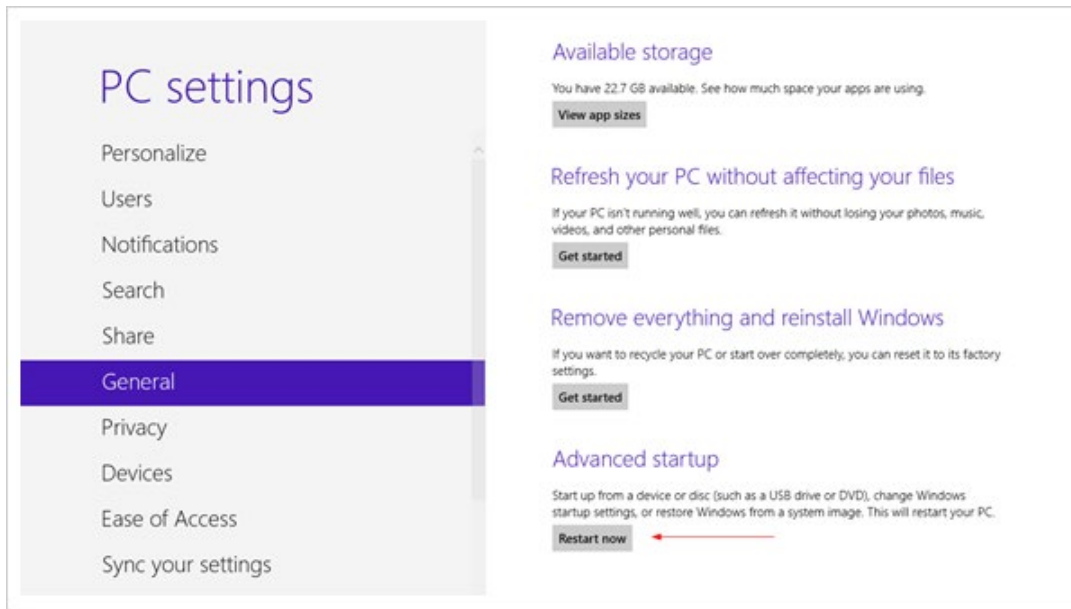 PC settings
Personalize
Users
Notifications
Search
Share
General
Privacy
Devices
Ease of Access
Sync your settings
Available storage
You have 22.7 GB available. See how much space your apps are using.
View app sizes
Refresh your PC without affecting your files
If your PC isn't running well, you can refresh it without losing your photos, music,
videos, and other personal files.
Get started
Remove everything and reinstall Windows
If you want to recycle your PC or start over completely, you can reset it to its factory
settings.
Get started
Advanced startup
Start up from a device or disc (such as a USB drive or DVD), change Windows
startup settings, or restore Windows from a system image. This will restart your PC.
Restart now